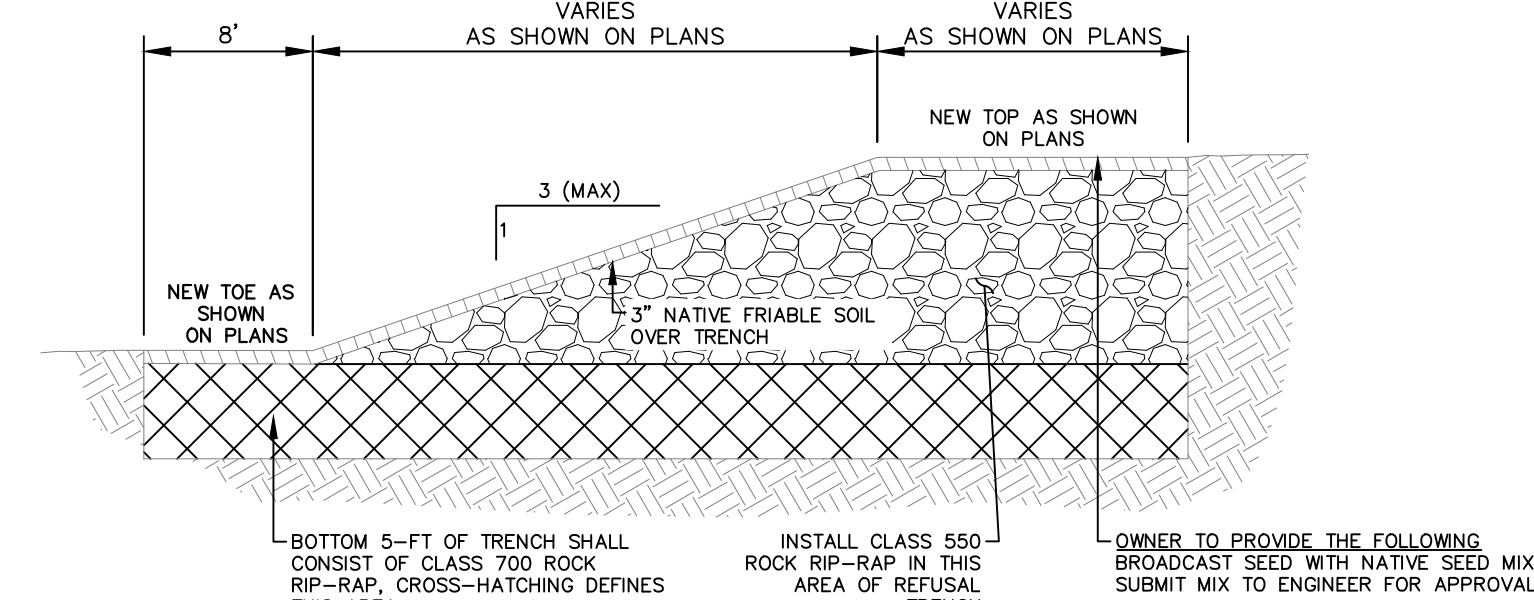 8'
VARIES
AS SHOWN ON PLANS
VARIES
AS SHOWN ON PLANS
NEW TOP AS SHOWN
ON PLANS
3 (MAX)
1
NEW TOE AS
SHOWN
ON PLANS
3" NATIVE FRIABLE SOIL
OVER TRENCH
BOTTOM 5-FT OF TRENCH SHALL
CONSIST OF CLASS 700 ROCK
RIP-RAP, CROSS-HATCHING DEFINES
THIS AREA
INSTALL CLASS 550
ROCK RIP-RAP IN THIS
AREA OF REFUSAL
TRENCH
OWNER TO PROVIDE THE FOLLOWING
BROADCAST SEED WITH NATIVE SEED MIX
SUBMIT MIX TO ENGINEER FOR APPROVAL